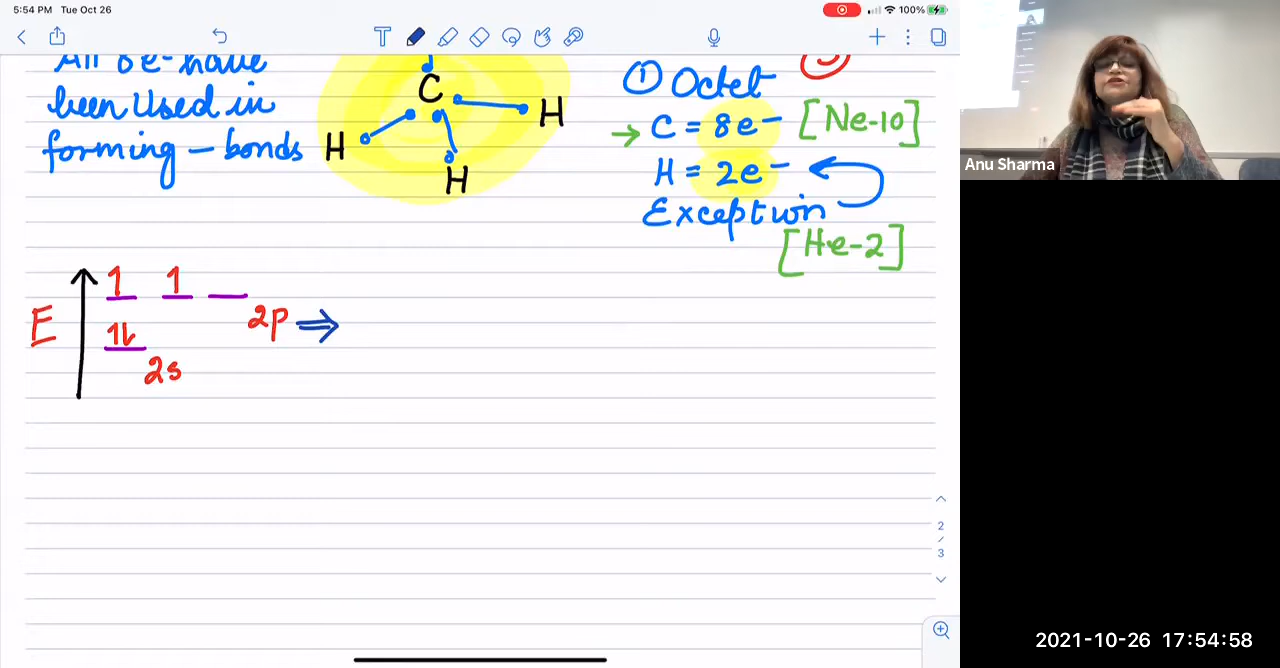 5:54 PM Tue Oct 26
100%
All 8e- have
been Used in
forming - bonds
C
H
H
H
① Octet
→ C = 8e- [Ne-10]
H = 2e-
Exception
[He-2]
E
1 1
2p ⇒
1L
2s
2
/
3
Anu Sharma
2021-10-26 17:54:58